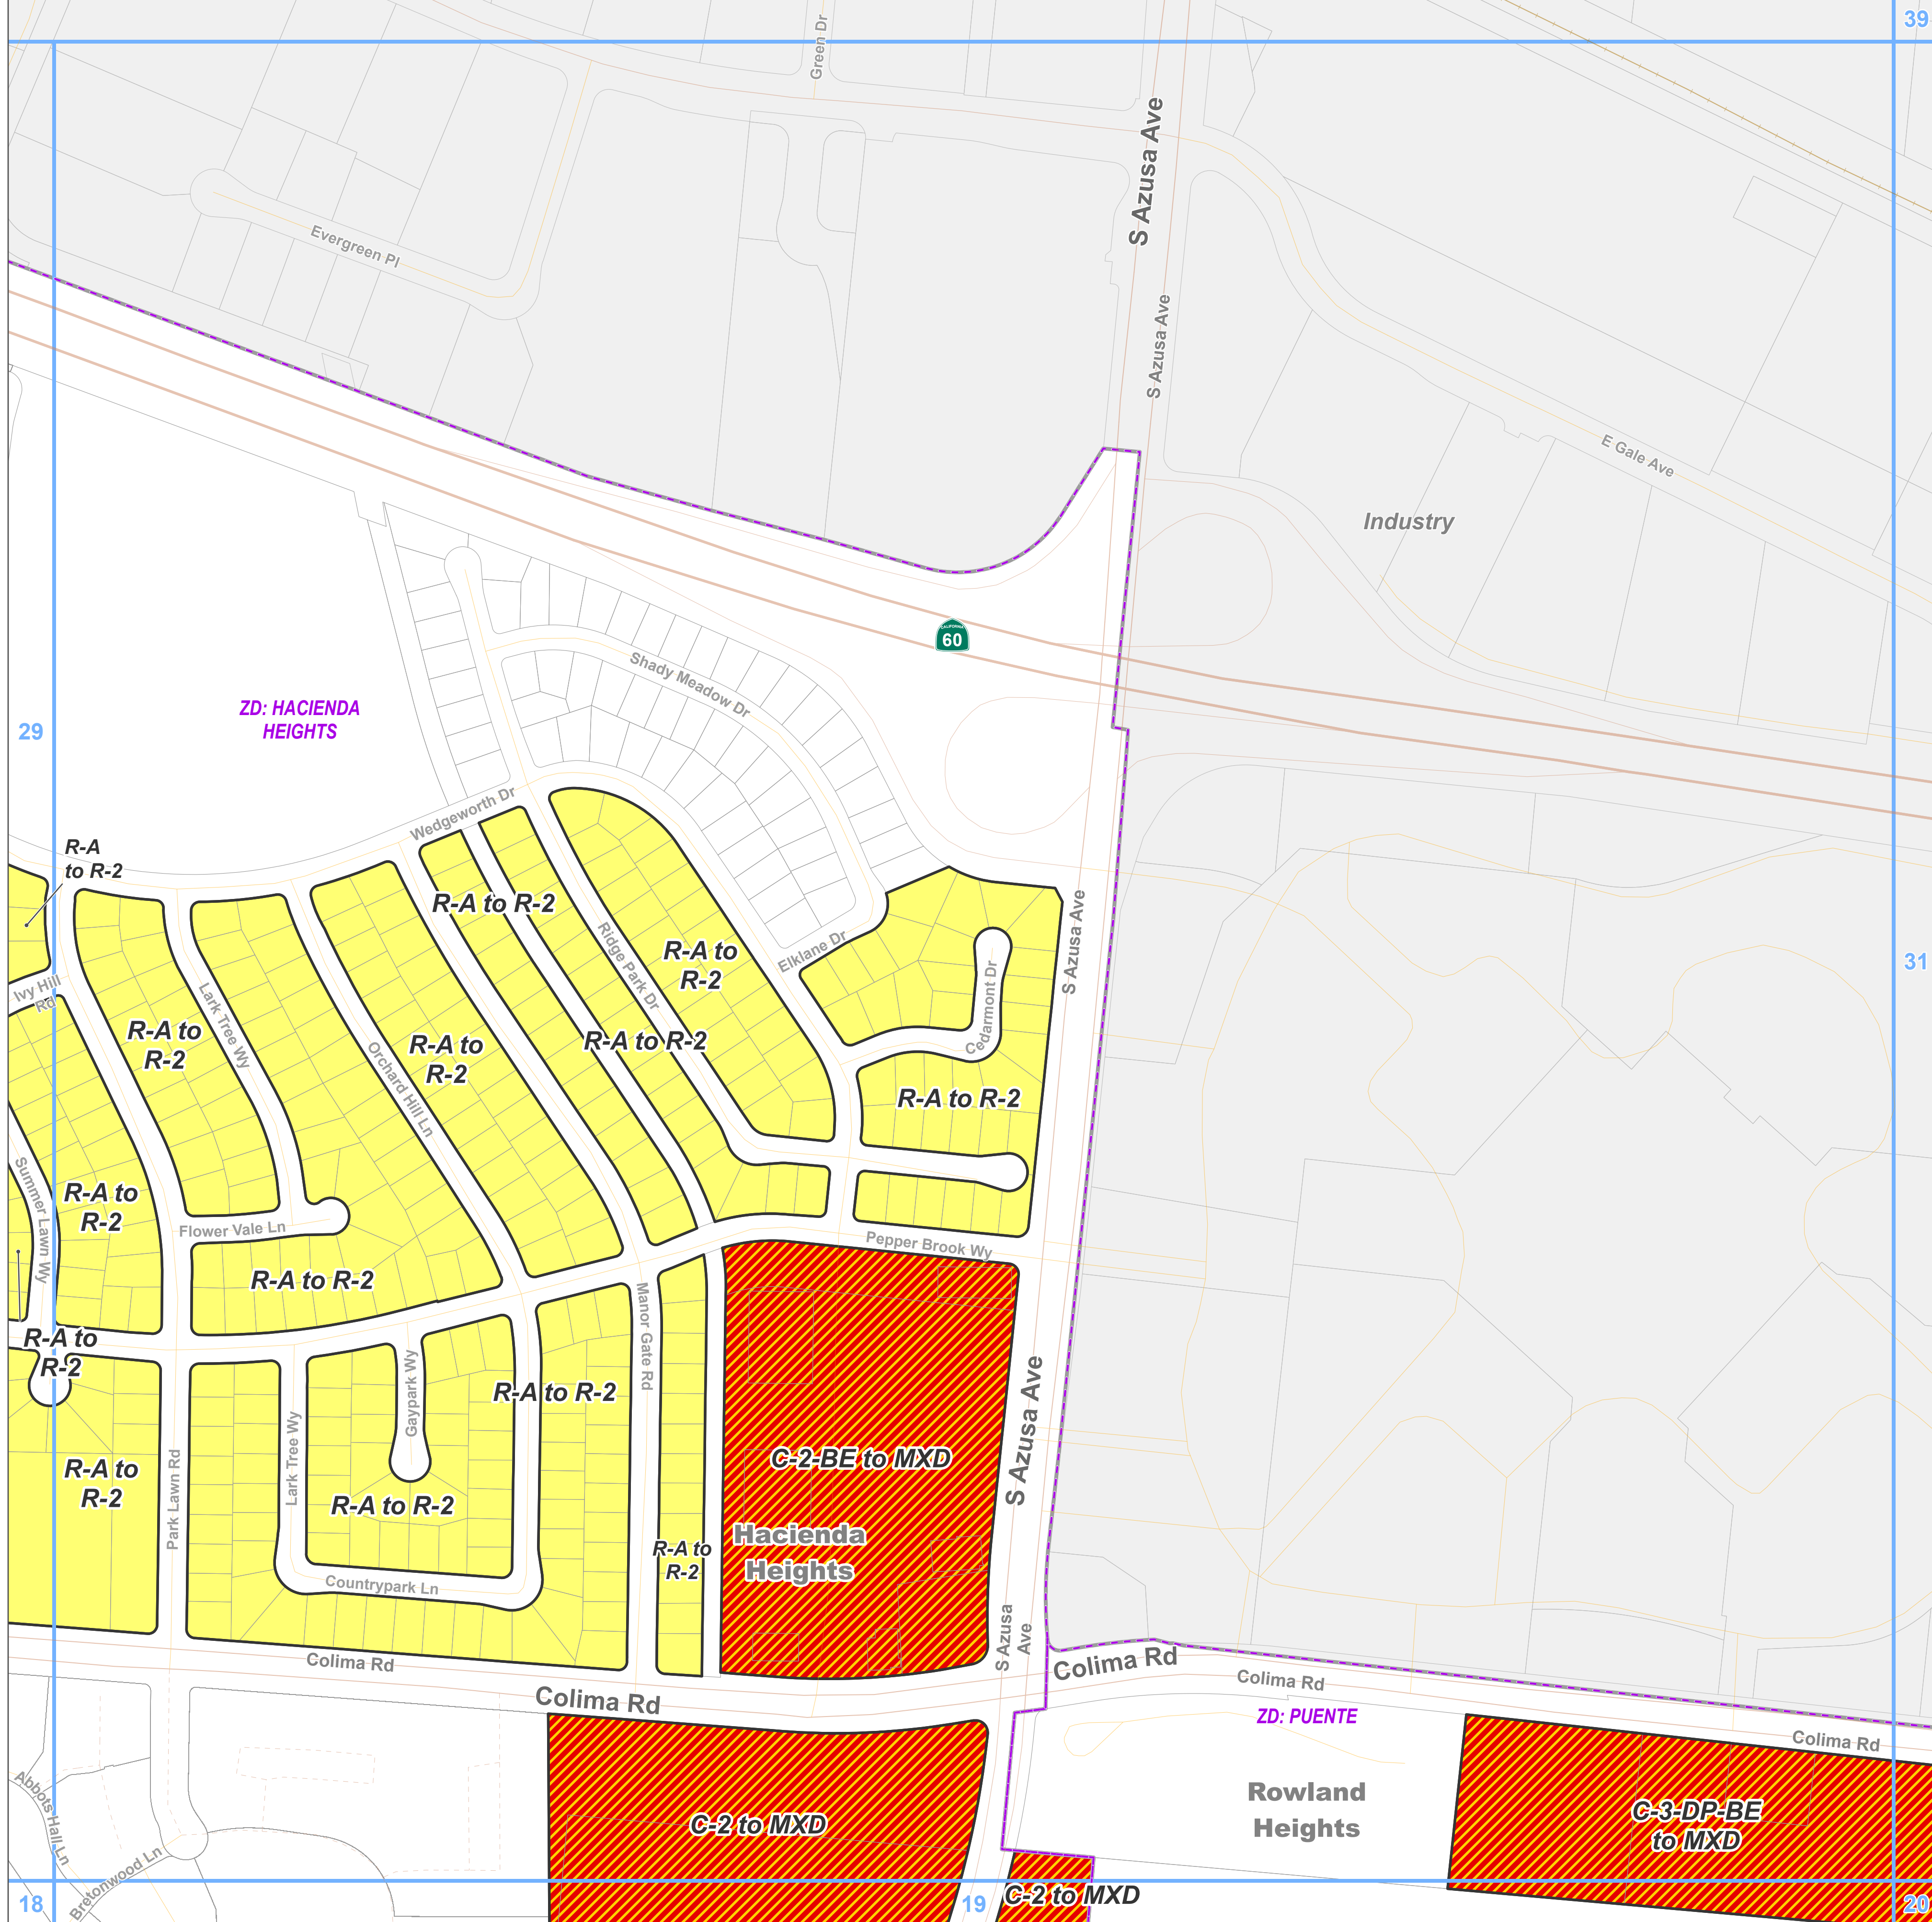 39
Green Dr
S Azusa Ave
Evergreen Pl
S Azusa Ave
E Gale Ave
Industry
CALIFORNIA
60
Shady Meadow Dr
ZD: HACIENDA
HEIGHTS
29
Wedgeworth Dr
R-A
to R-2
R-A to R-2
R-A to
R-2
Ridge Park Dr
Elklane Dr
S Azusa Ave
31
Ivy Hill
Rd
Lark Tree Wy
R-A to
R-2
Orchard Hill Ln
R-A to
R-2
R-A to R-2
Cedarmont Dr
R-A to R-2
Summer Lawn Wy
R-A to
R-2
Flower Vale Ln
R-A to R-2
Pepper Brook Wy
R-A to
R-2
Manor Gate Rd
Gaypark Wy
R-A to R-2
S Azusa Ave
R-A to
R-2
Park Lawn Rd
Lark Tree Wy
R-A to R-2
C-2-BE to MXD
Hacienda
Heights
R-A to
R-2
Countrypark Ln
S Azusa
Ave
Colima Rd
Colima Rd
Colima Rd
Colima Rd
ZD: PUENTE
Colima Rd
Abbots Hall Ln
Rowland
Heights
C-2 to MXD
C-3-DP-BE
to MXD
Bretonwood Ln
18
19
C-2 to MXD
20